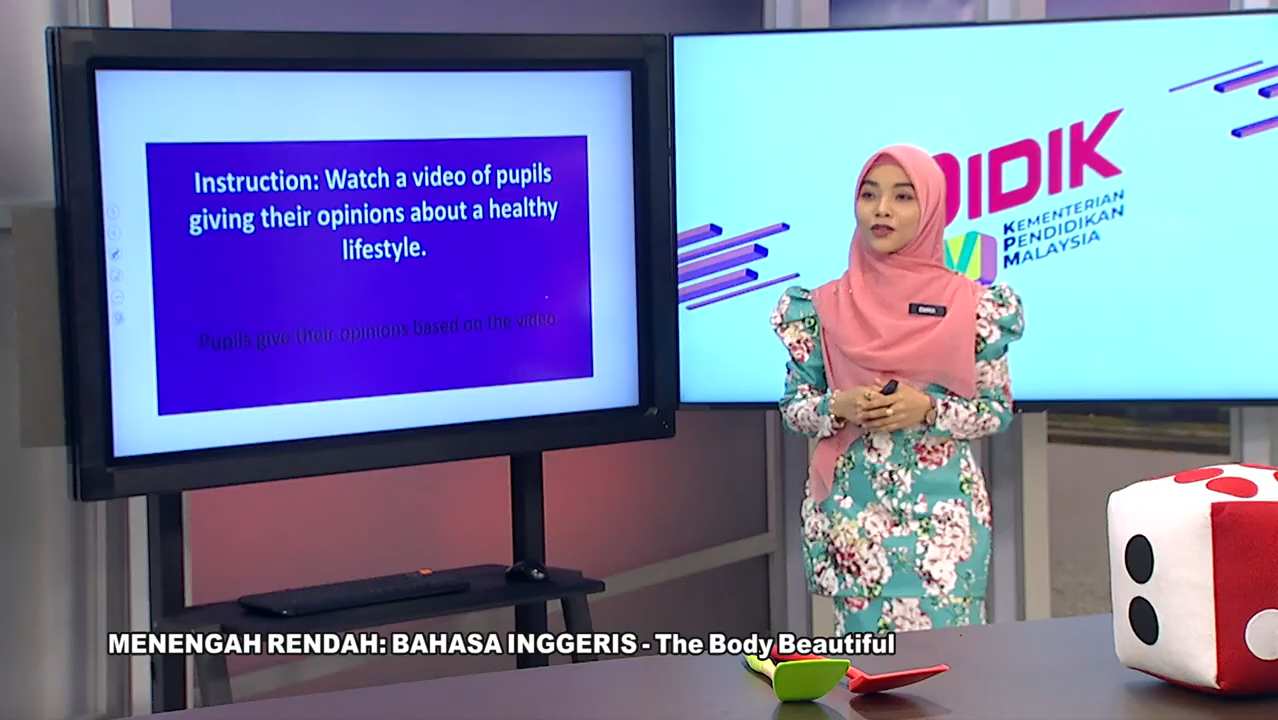 Instruction: Watch a video of pupils
giving their opinions about a healthy
lifestyle.
Pupils give their opinions based on the video
DIDIK
KEMENTERIAN
PENDIDIKAN
MALAYSIA
MENENGAH RENDAH: BAHASA INGGERIS - The Body Beautiful